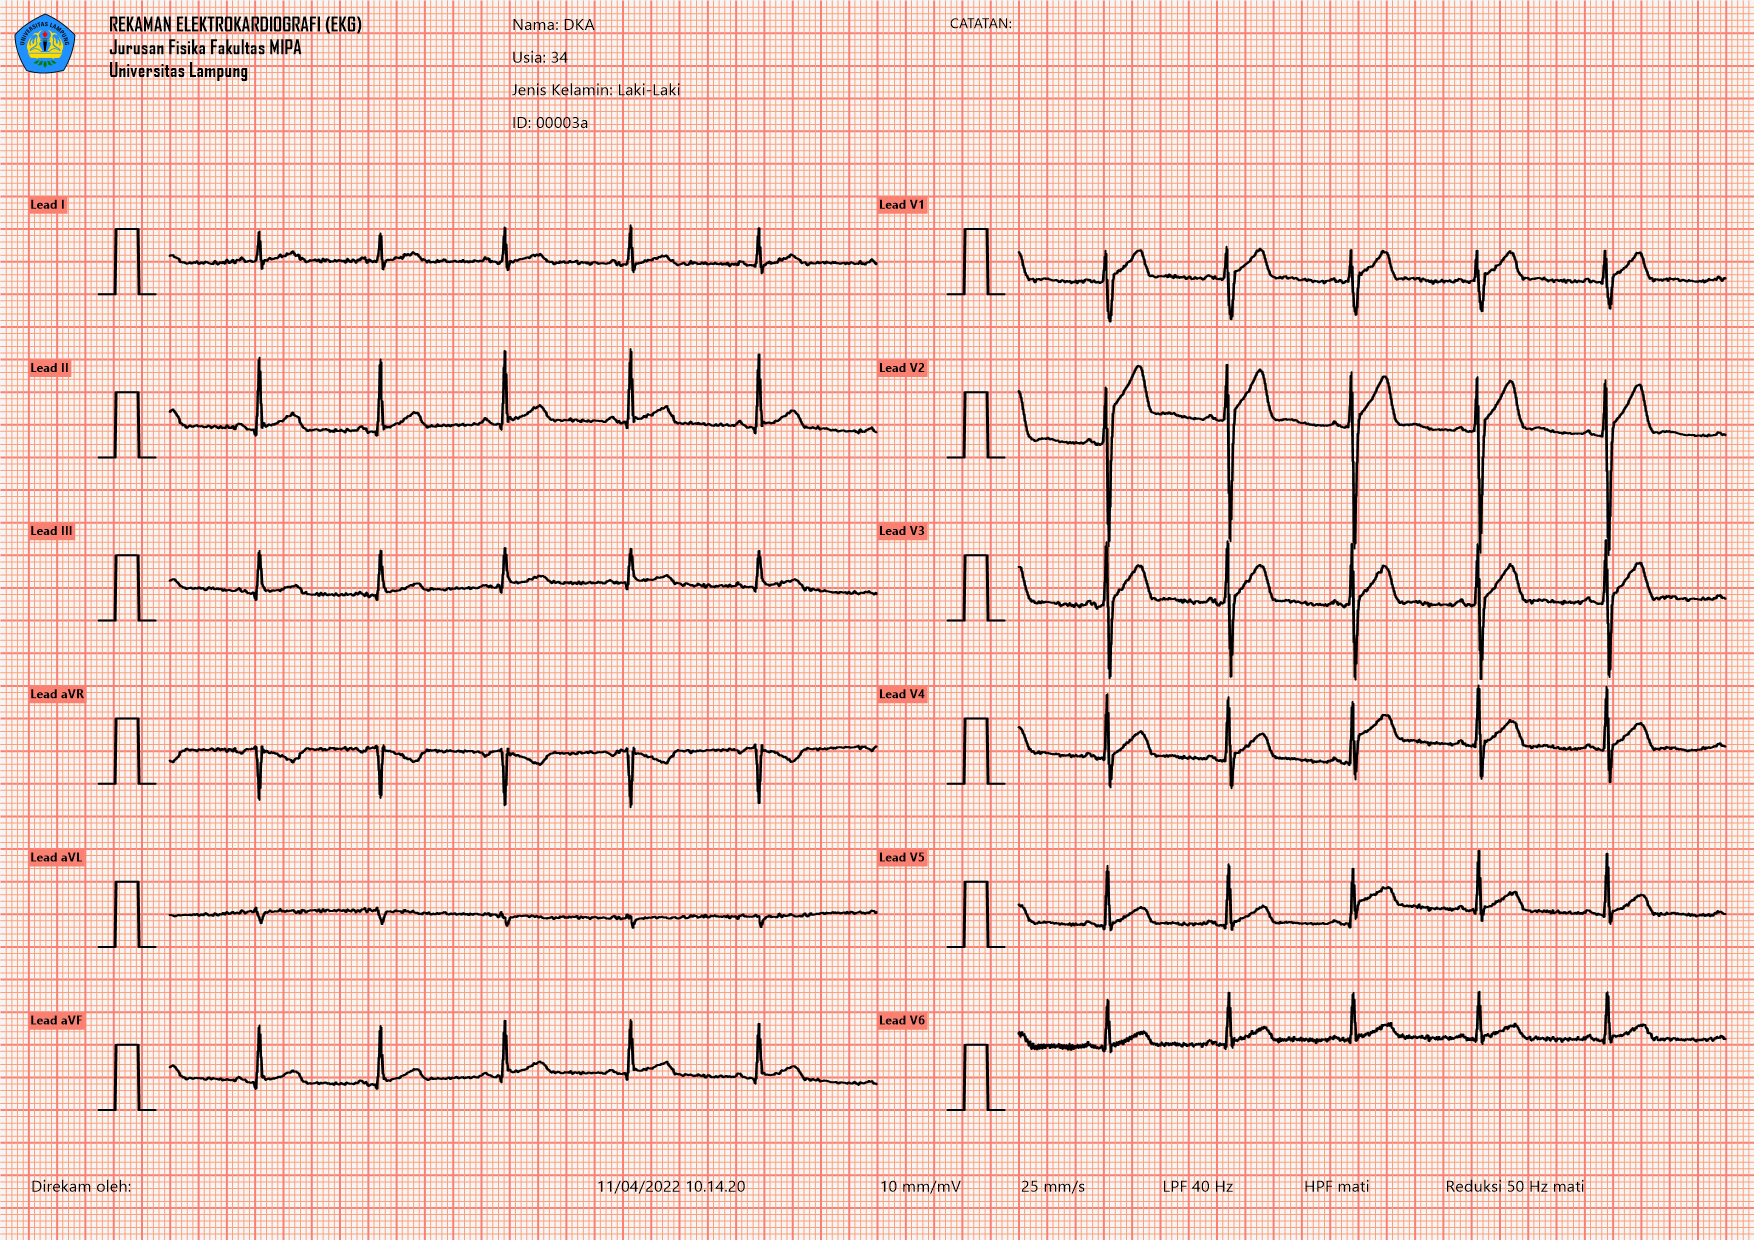 UNIVERSITAS LAMPUNG
REKAMAN ELEKTROKARDIOGRAFI (EKG)
Jurusan Fisika Fakultas MIPA
Universitas Lampung
Nama: DKA
Usia: 34
Jenis Kelamin: Laki-Laki
ID: 00003a
CATATAN:
Lead I
Lead II
Lead III
Lead aVR
Lead aVL
Lead aVF
Lead V1
Lead V2
Lead V3
Lead V4
Lead V5
Lead V6
Direkam oleh:
11/04/2022 10.14.20
10 mm/mV
25 mm/s
LPF 40 Hz
HPF mati
Reduksi 50 Hz mati